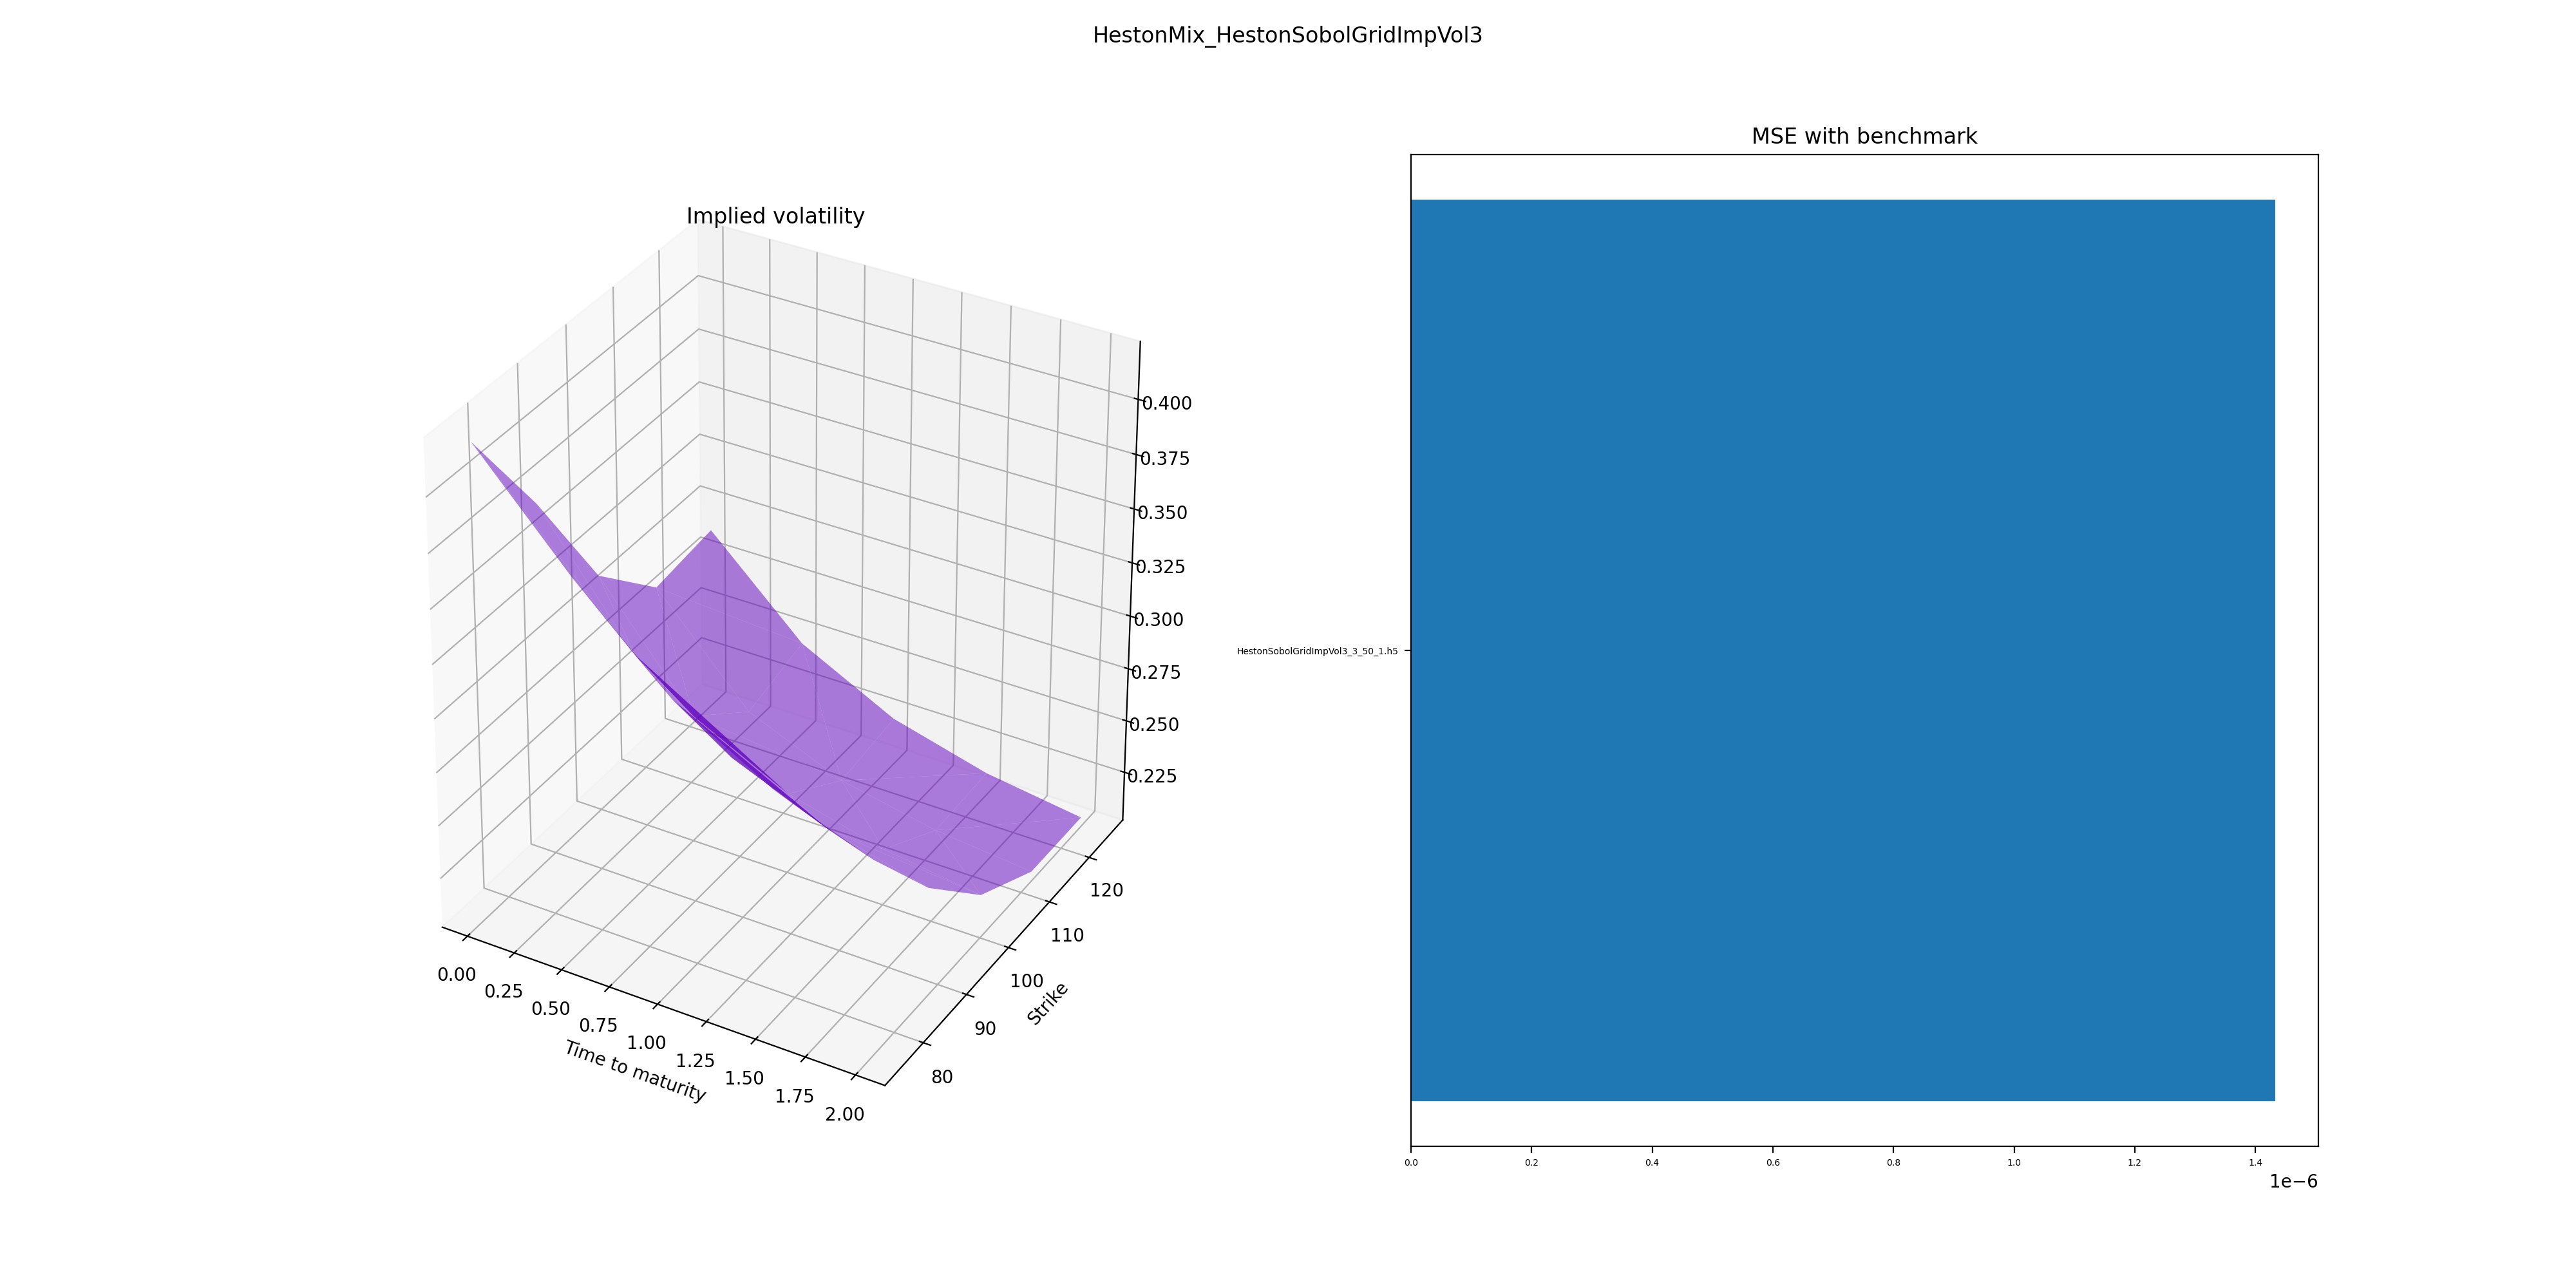 HestonMix_HestonSobolGridImpVol3
Implied volatility
0.400
0.375
0.350
0.325
0.300
0.275
0.250
0.225
120
110
100
90
80
Strike
0.00
0.25
0.50
0.75
1.00
1.25
1.50
1.75
2.00
Time to maturity
MSE with benchmark
HestonSobolGridImpVol3_3_50_1.h5
0.0 0.2 0.4 0.6 0.8 1.0 1.2 1.4
1e−6